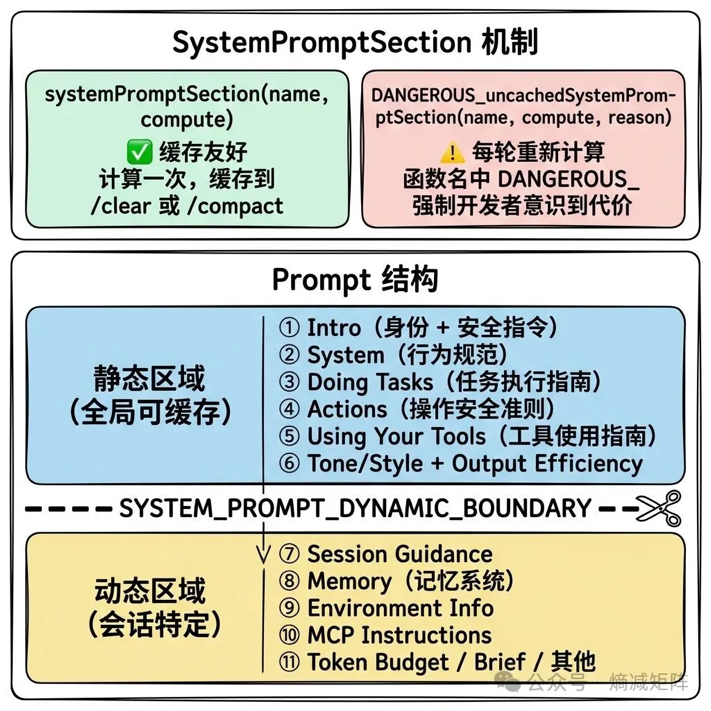 SystemPromptSection 机制
systemPromptSection(name,
compute)
✅ 缓存友好
计算一次，缓存到
/clear 或 /compact
DANGEROUS_uncachedSystemProm-
ptSection(name, compute, reason)
⚠️ 每轮重新计算
函数名中 DANGEROUS_
强制开发者意识到代价
Prompt 结构
静态区域
（全局可缓存）
① Intro（身份 + 安全指令）
② System（行为规范）
③ Doing Tasks（任务执行指南）
④ Actions（操作安全准则）
⑤ Using Your Tools（工具使用指南）
⑥ Tone/Style + Output Efficiency
SYSTEM_PROMPT_DYNAMIC_BOUNDARY
动态区域
（会话特定）
⑦ Session Guidance
⑧ Memory（记忆系统）
⑨ Environment Info
⑩ MCP Instructions
⑪ Token Budget / Brief / 其他
公众号 · 熵减矩阵